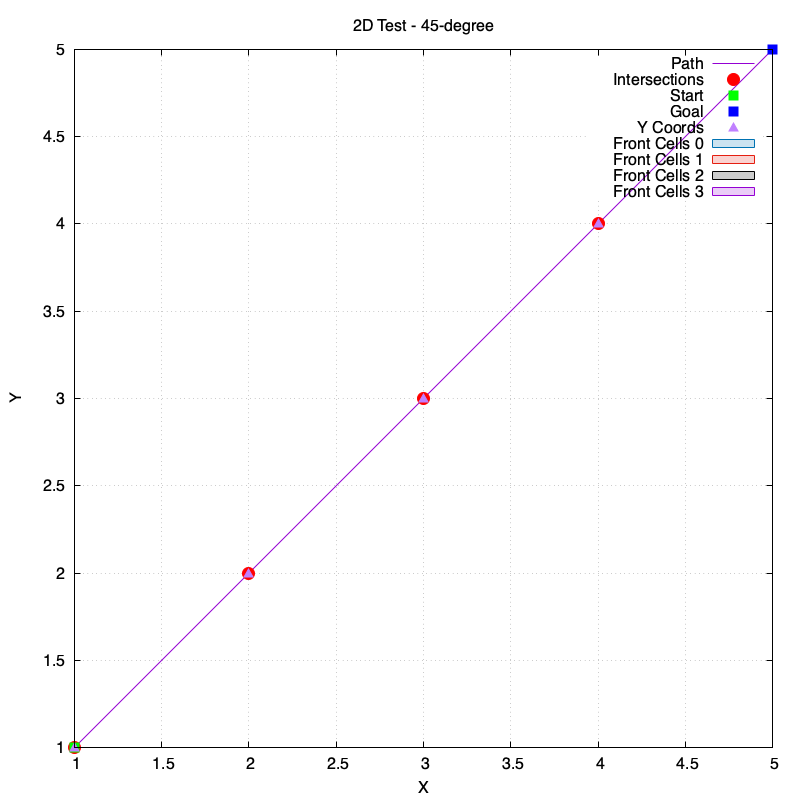 2D Test - 45-degree
Path
Intersections
Start
Goal
Y Coords
Front Cells 0
Front Cells 1
Front Cells 2
Front Cells 3
5
4.5
4
3.5
3
2.5
2
1.5
1
Y
1 1.5 2 2.5 3 3.5 4 4.5 5
X